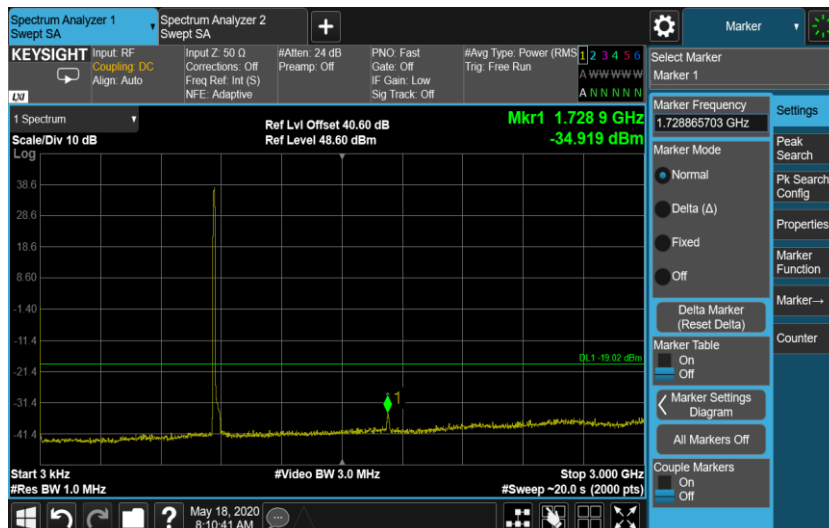 Spectrum Analyzer 1
Swept SA
Spectrum Analyzer 2
Swept SA
+
Marker
KEYSIGHT
LXI
Input: RF
Coupling: DC
Align: Auto
Input Z: 50 Ω
Corrections: Off
Freq Ref: Int (S)
NFE: Adaptive
#Atten: 24 dB
Preamp: Off
PNO: Fast
Gate: Off
IF Gain: Low
Sig Track: Off
#Avg Type: Power (RMS
Trig: Free Run
1 2 3 4 5 6
A W W W W W
A N N N N N
Select Marker
Marker 1
1 Spectrum
Scale/Div 10 dB
Log
Ref Lvl Offset 40.60 dB
Ref Level 48.60 dBm
Mkr1 1.728 9 GHz
-34.919 dBm
38.6
28.6
18.6
8.60
-1.40
-11.4
-21.4
-31.4
-41.4
DL1 -19.02 dBm
1
Start 3 kHz
#Res BW 1.0 MHz
#Video BW 3.0 MHz
Stop 3.000 GHz
#Sweep ~20.0 s (2000 pts)
Marker Frequency
1.728865703 GHz
Marker Mode
Normal
Delta (Δ)
Fixed
Off
Delta Marker
(Reset Delta)
Marker Table
On
Off
Marker Settings
Diagram
All Markers Off
Couple Markers
On
Off
Settings
Peak
Search
Pk Search
Config
Properties
Marker
Function
Marker→
Counter
?
May 18, 2020
8:10:41 AM